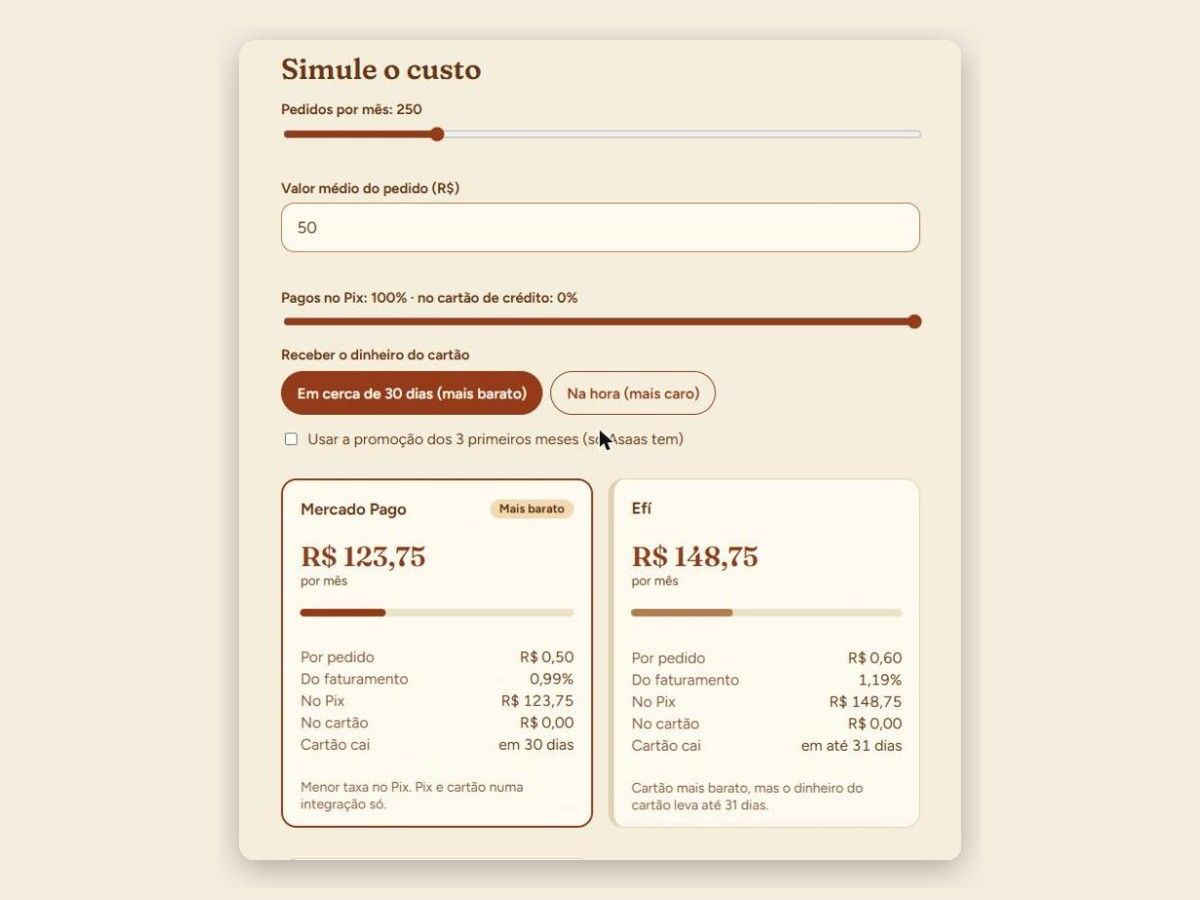 Simule o custo
Pedidos por mês: 250
Valor médio do pedido (R$)
50
Pagos no Pix: 100% · no cartão de crédito: 0%
Receber o dinheiro do cartão
Em cerca de 30 dias (mais barato)
Na hora (mais caro)
Usar a promoção dos 3 primeiros meses (só Asaas tem)
Mercado Pago
Mais barato
R$ 123,75
por mês
Por pedido R$ 0,50
Do faturamento 0,99%
No Pix R$ 123,75
No cartão R$ 0,00
Cartão cai em 30 dias
Menor taxa no Pix. Pix e cartão numa
integração só.
Efí
R$ 148,75
por mês
Por pedido R$ 0,60
Do faturamento 1,19%
No Pix R$ 148,75
No cartão R$ 0,00
Cartão cai em até 31 dias
Cartão mais barato, mas o dinheiro do
cartão leva até 31 dias.